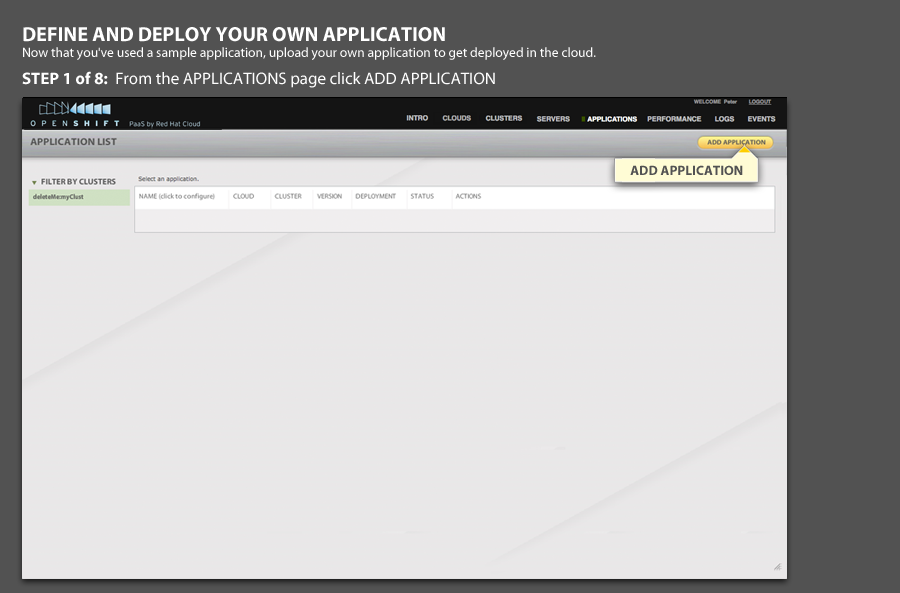 DEFINE AND DEPLOY YOUR OWN APPLICATION
Now that you've used a sample application, upload your own application to get deployed in the cloud.
STEP 1 of 8: From the APPLICATIONS page click ADD APPLICATION
WELCOME Peter LOGOUT
OPENSHIFT PaaS by Red Hat Cloud
INTRO CLOUDS CLUSTERS SERVERS APPLICATIONS PERFORMANCE LOGS EVENTS
APPLICATION LIST
ADD APPLICATION
ADD APPLICATION
FILTER BY CLUSTERS
deleteMe:myClust
Select an application.
NAME (click to configure) CLOUD CLUSTER VERSION DEPLOYMENT STATUS ACTIONS